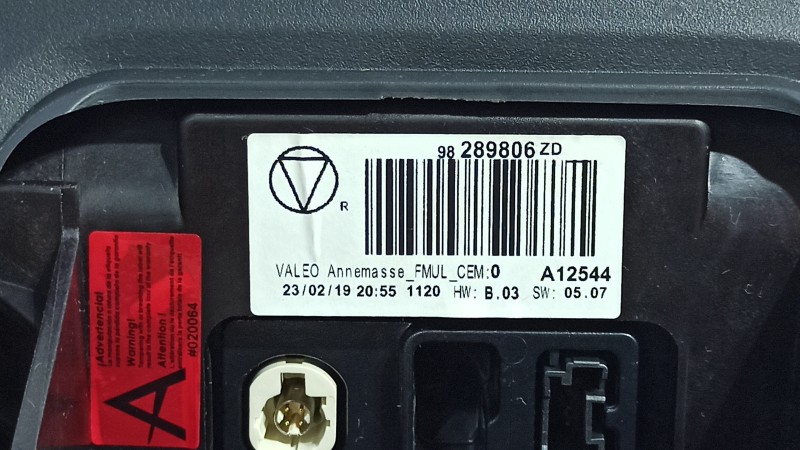 98 289806 ZD
R
VALEO Annemasse_FMUL_CEM:0 A12544
23/02/19 20:55 1120 HW: B.03 SW: 05.07
¡Advertencia!
Warning!
Attention !
#020064
A